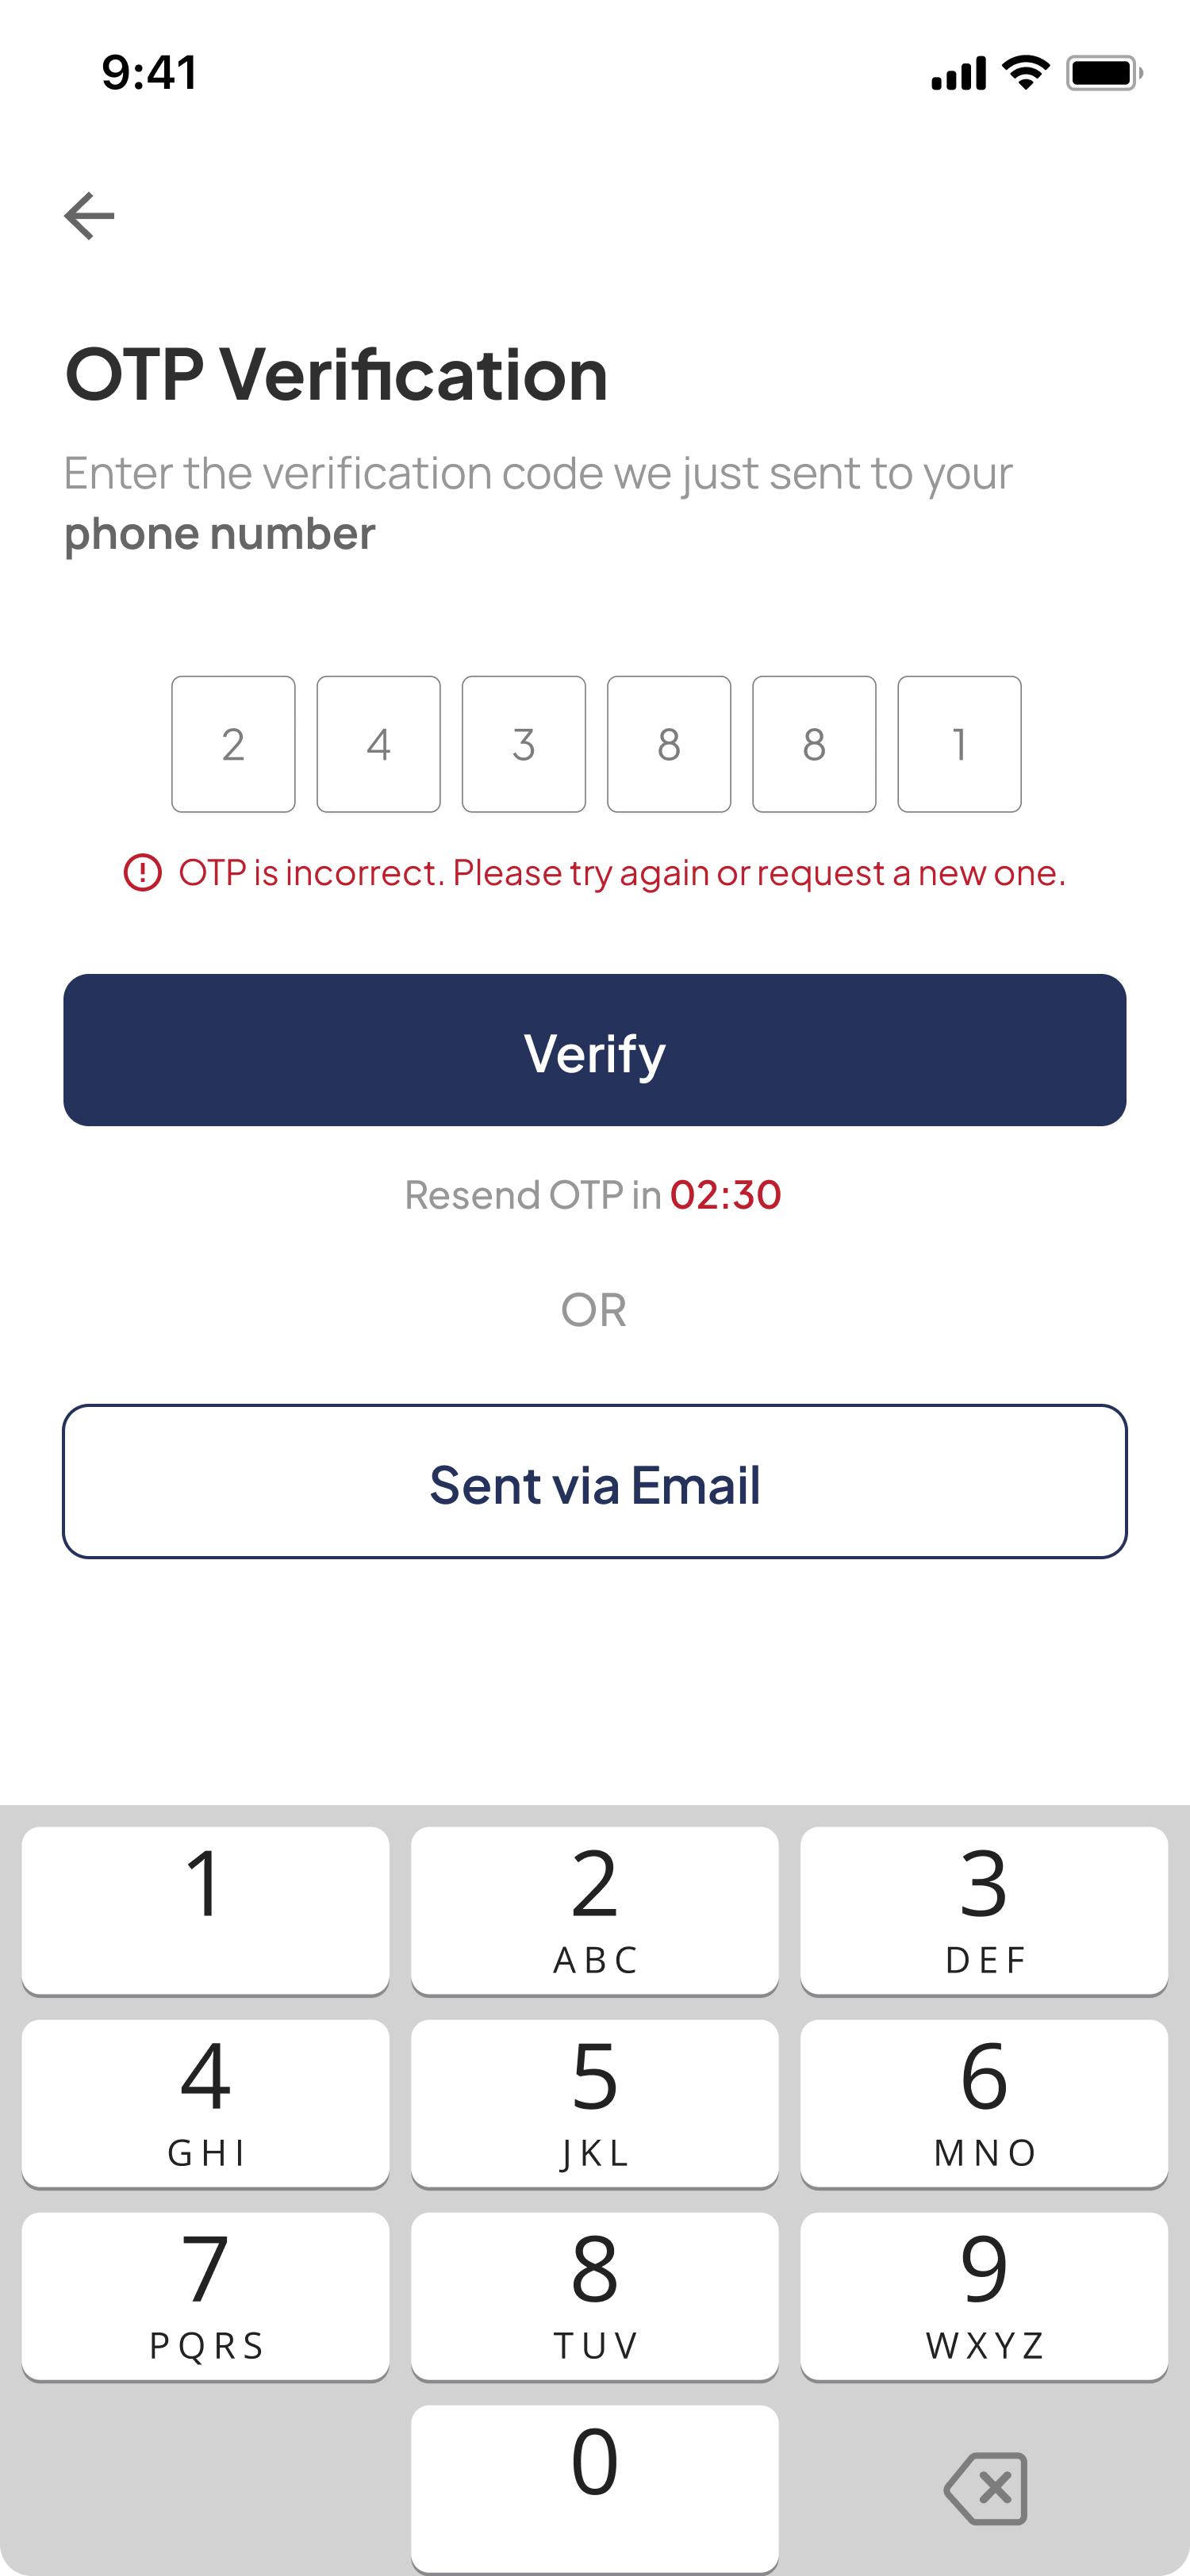 9:41
OTP Verification
Enter the verification code we just sent to your
phone number
2 4 3 8 8 1
OTP is incorrect. Please try again or request a new one.
Verify
Resend OTP in 02:30
OR
Sent via Email
1 2 3
ABC DEF
4 5 6
GHI JKL MNO
7 8 9
PQRS TUV WXYZ
0